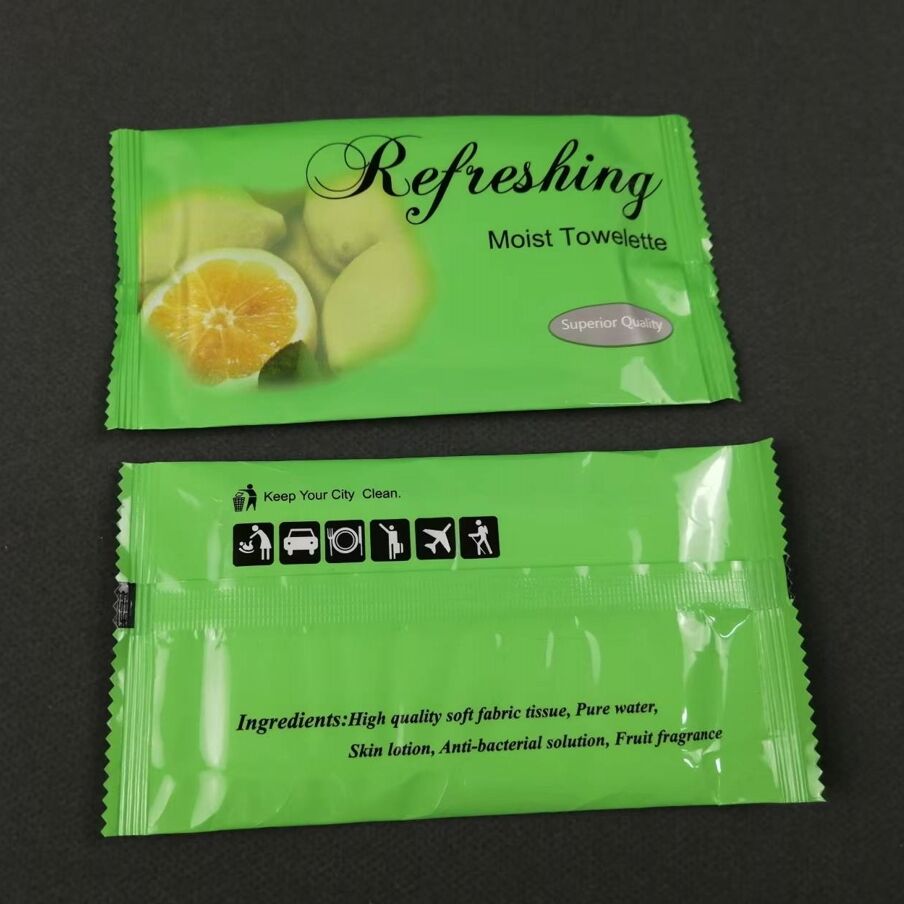 Refreshing
Moist Towelette
Superior Quality
Keep Your City Clean.
Ingredients:High quality soft fabric tissue, Pure water,
Skin lotion, Anti-bacterial solution, Fruit fragrance